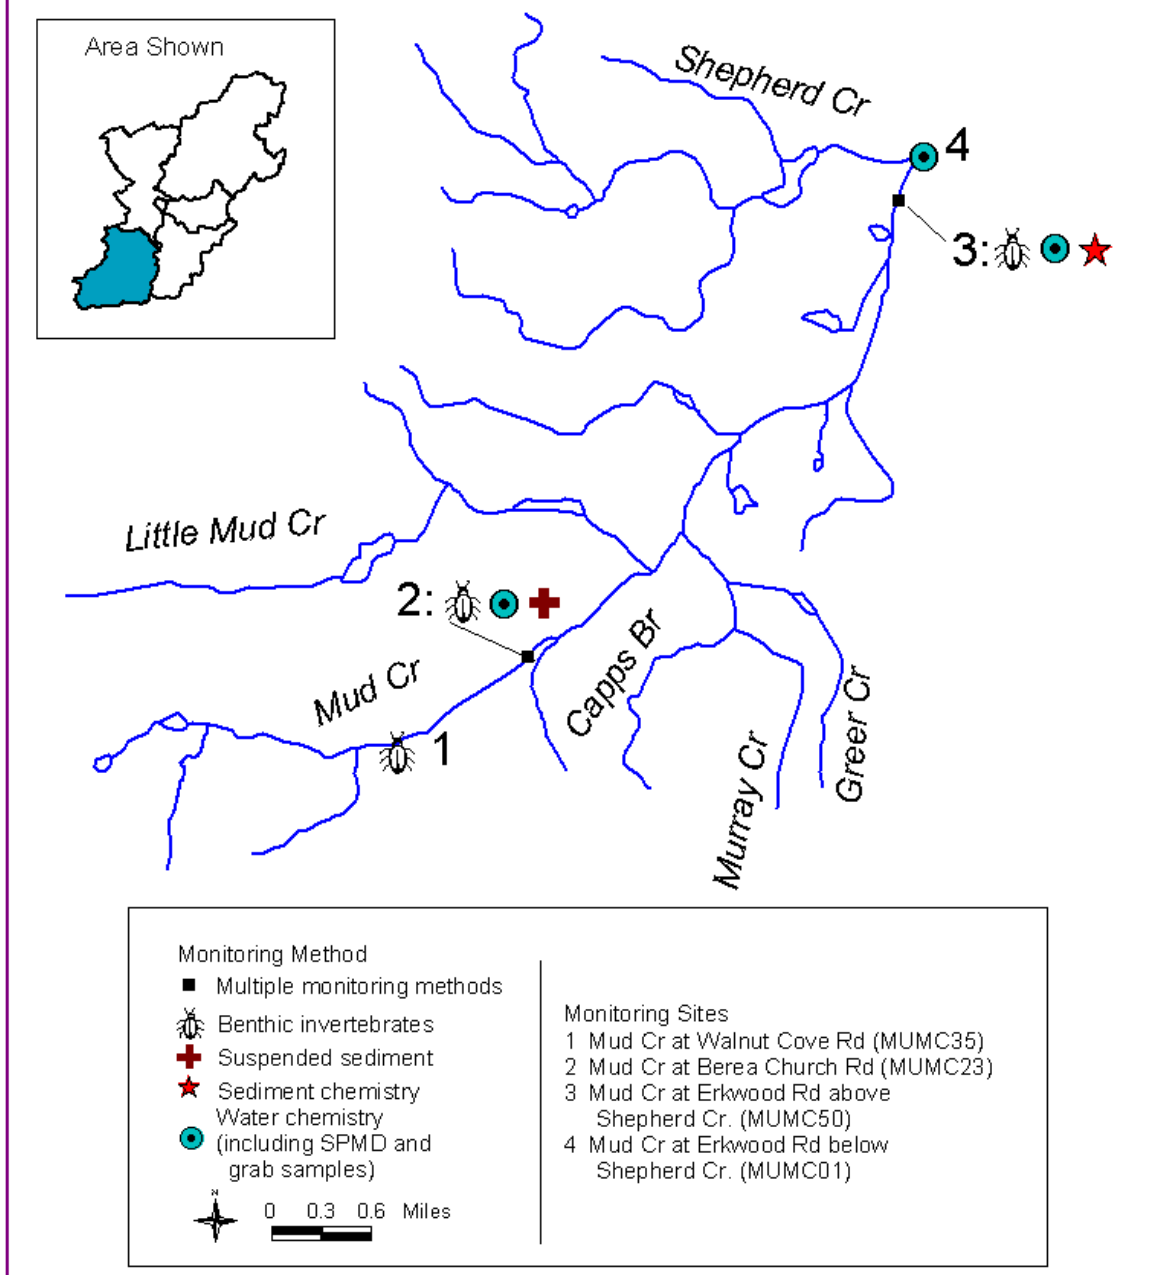 Area Shown
Shepherd Cr
4
3:
Little Mud Cr
2:
Capps Br
Mud Cr
1
Greer Cr
Murray Cr
Monitoring Method
Multiple monitoring methods
Benthic invertebrates
Suspended sediment
Sediment chemistry
Water chemistry
(including SPMD and
grab samples)
N
0 0.3 0.6 Miles
Monitoring Sites
1 Mud Cr at Walnut Cove Rd (MUMC35)
2 Mud Cr at Berea Church Rd (MUMC23)
3 Mud Cr at Erkwood Rd above
Shepherd Cr. (MUMC50)
4 Mud Cr at Erkwood Rd below
Shepherd Cr. (MUMC01)